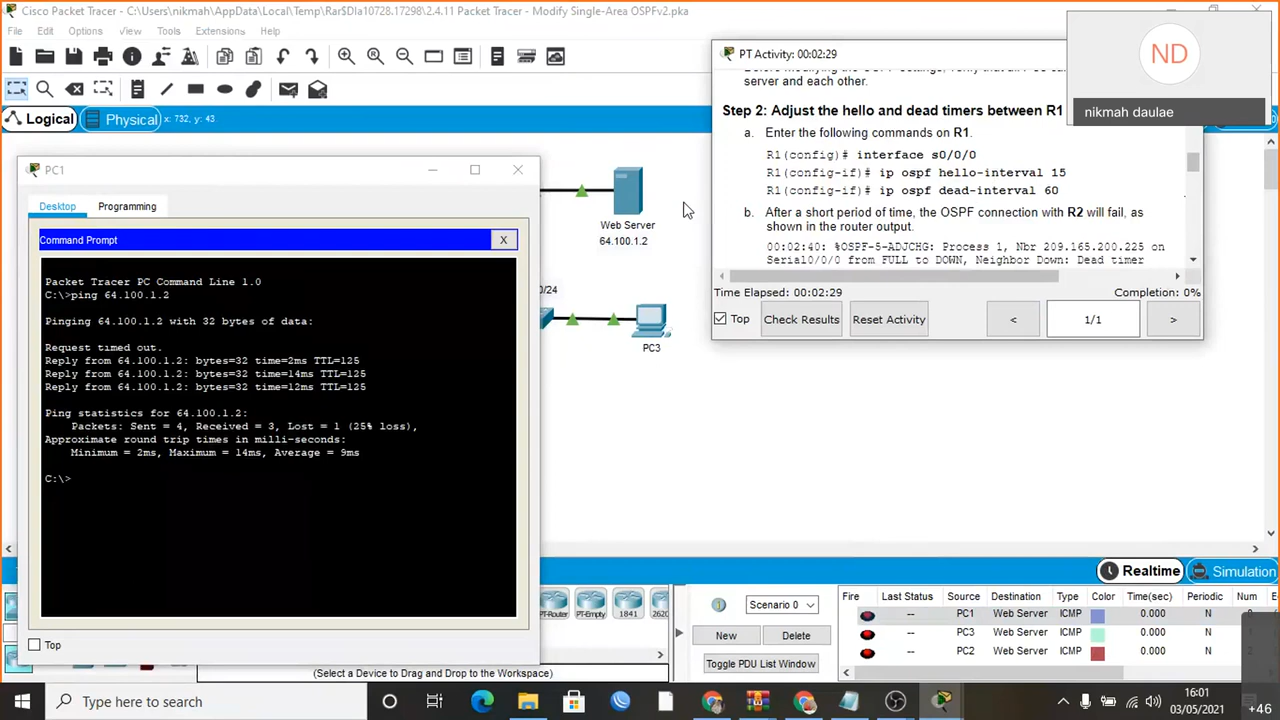 Cisco Packet Tracer - C:\Users\nikmah\AppData\Local\Temp\Rar$DIa10728.17298\2.4.11 Packet Tracer - Modify Single-Area OSPFv2.pka
File Edit Options View Tools Extensions Help
Logical Physical x: 732, y: 43
PT Activity: 00:02:29
ND
nikmah daulae
server and each other.
Step 2: Adjust the hello and dead timers between R1
a. Enter the following commands on R1.
R1(config)# interface s0/0/0
R1(config-if)# ip ospf hello-interval 15
R1(config-if)# ip ospf dead-interval 60
b. After a short period of time, the OSPF connection with R2 will fail, as
shown in the router output.
00:02:40: %OSPF-5-ADJCHG: Process 1, Nbr 209.165.200.225 on
Serial0/0/0 from FULL to DOWN, Neighbor Down: Dead timer
Time Elapsed: 00:02:29 Completion: 0%
Top Check Results Reset Activity < 1/1 >
PC1
Desktop Programming
Command Prompt X
Packet Tracer PC Command Line 1.0
C:\>ping 64.100.1.2
Pinging 64.100.1.2 with 32 bytes of data:
Request timed out.
Reply from 64.100.1.2: bytes=32 time=2ms TTL=125
Reply from 64.100.1.2: bytes=32 time=14ms TTL=125
Reply from 64.100.1.2: bytes=32 time=12ms TTL=125
Ping statistics for 64.100.1.2:
Packets: Sent = 4, Received = 3, Lost = 1 (25% loss),
Approximate round trip times in milli-seconds:
Minimum = 2ms, Maximum = 14ms, Average = 9ms
C:\>
Top
Web Server
64.100.1.2
0/24
PC3
Realtime Simulation
PT-Router PT-Empty 1841 2620
(Select a Device to Drag and Drop to the Workspace)
Scenario 0
New Delete
Toggle PDU List Window
Fire Last Status Source Destination Type Color Time(sec) Periodic Num
-- PC1 Web Server ICMP 0.000 N
-- PC3 Web Server ICMP 0.000 N
-- PC2 Web Server ICMP 0.000 N
Type here to search
16:01
03/05/2021
+46